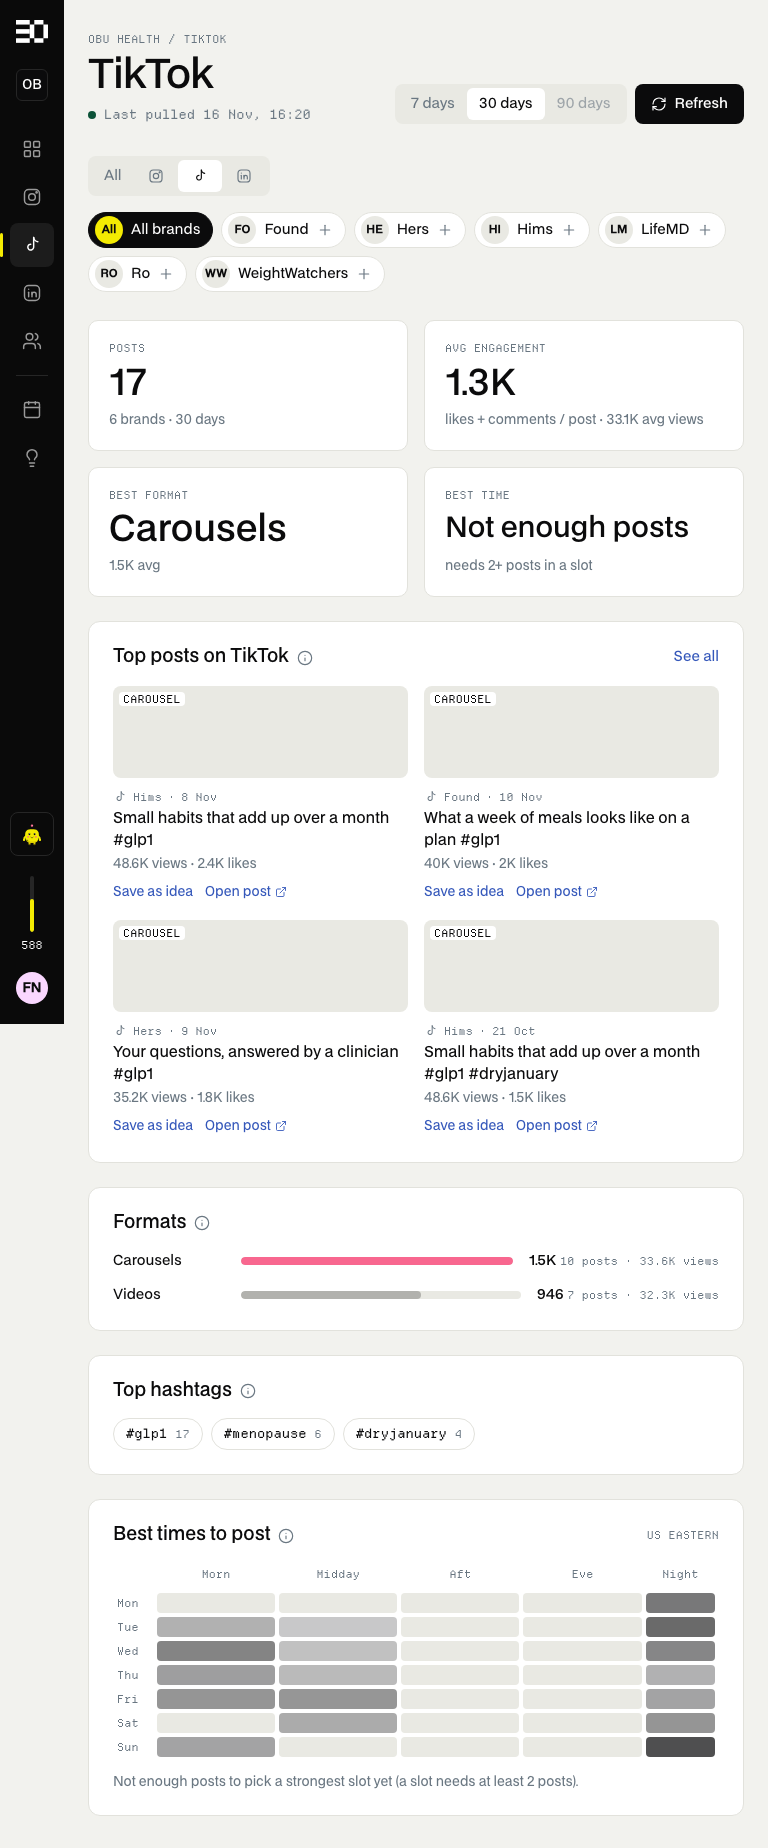 OBU HEALTH / TIKTOK
TikTok
Last pulled 16 Nov, 16:20
7 days 30 days 90 days Refresh
OB
All
All All brands FO Found HE Hers HI Hims LM LifeMD
RO Ro WW WeightWatchers
POSTS
17
6 brands · 30 days
AVG ENGAGEMENT
1.3K
likes + comments / post · 33.1K avg views
BEST FORMAT
Carousels
1.5K avg
BEST TIME
Not enough posts
needs 2+ posts in a slot
Top posts on TikTok See all
CAROUSEL
Hims · 8 Nov
Small habits that add up over a month
#glp1
48.6K views · 2.4K likes
Save as idea Open post
CAROUSEL
Found · 10 Nov
What a week of meals looks like on a
plan #glp1
40K views · 2K likes
Save as idea Open post
CAROUSEL
Hers · 9 Nov
Your questions, answered by a clinician
#glp1
35.2K views · 1.8K likes
Save as idea Open post
CAROUSEL
Hims · 21 Oct
Small habits that add up over a month
#glp1 #dryjanuary
48.6K views · 1.5K likes
Save as idea Open post
588
FN
Formats
Carousels 1.5K 10 posts · 33.6K views
Videos 946 7 posts · 32.3K views
Top hashtags
#glp1 17 #menopause 6 #dryjanuary 4
Best times to post US EASTERN
Morn Midday Aft Eve Night
Mon
Tue
Wed
Thu
Fri
Sat
Sun
Not enough posts to pick a strongest slot yet (a slot needs at least 2 posts).